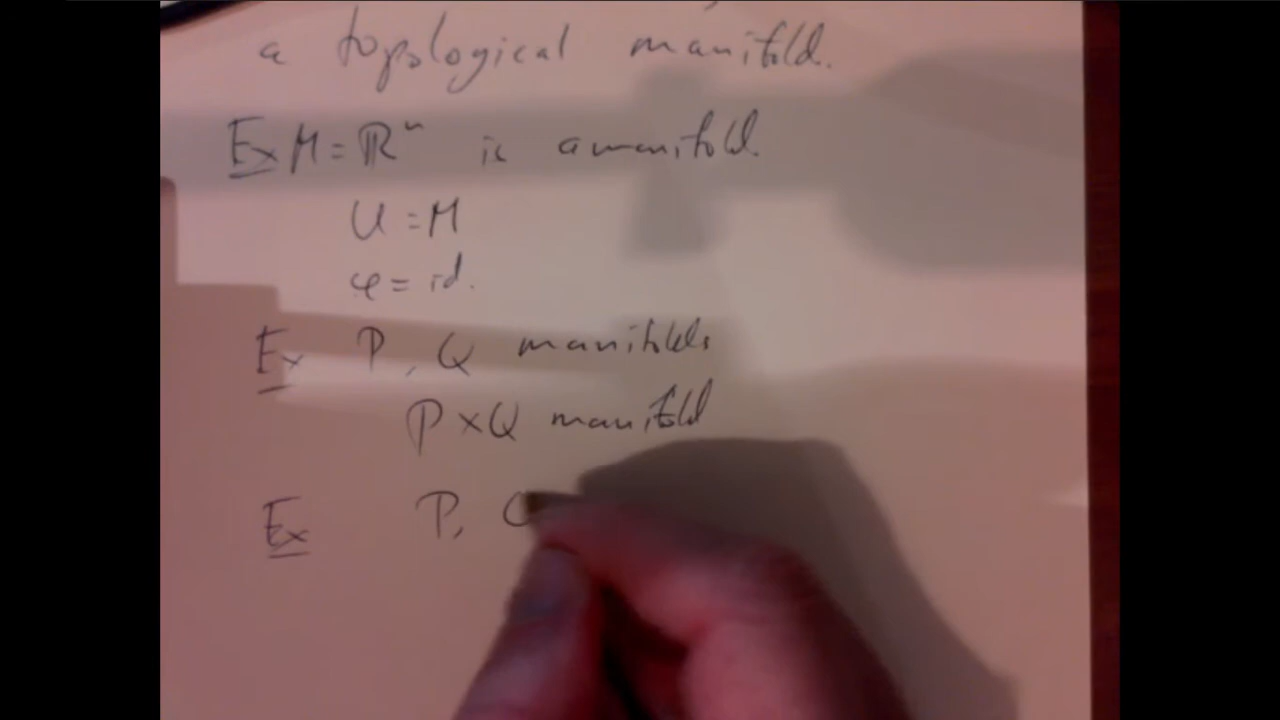 a topological manifold.
Ex M = ℝⁿ is a manifold.
U = M
φ = id.
Ex P, Q manifolds
P × Q manifold
Ex P,